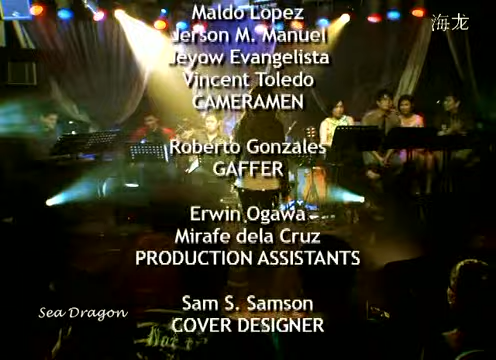 Maldo Lopez
海龙
Jerson M. Manuel
Jeyow Evangelista
Vincent Toledo
CAMERAMEN
Roberto Gonzales
GAFFER
Erwin Ogawa
Mirafe dela Cruz
PRODUCTION ASSISTANTS
Sam S. Samson
Sea Dragon
COVER DESIGNER